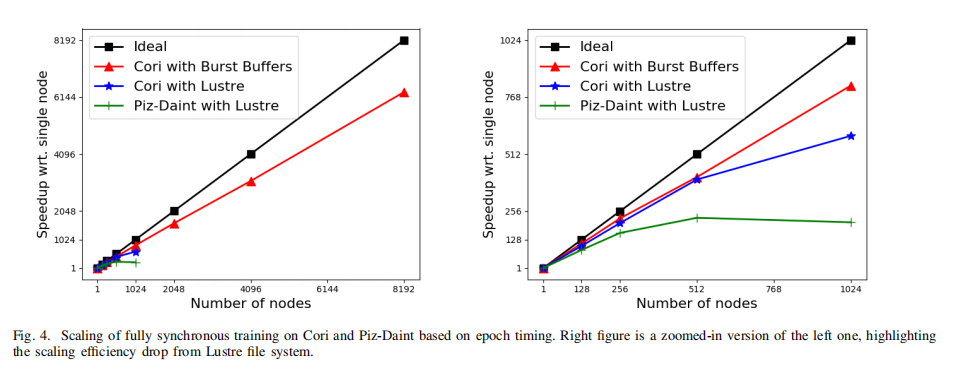 8192
6144
4096
2048
1024
1
Speedup wrt. single node
Ideal
Cori with Burst Buffers
Cori with Lustre
Piz-Daint with Lustre
1 1024 2048 4096 6144 8192
Number of nodes
1024
768
512
256
128
1
Speedup wrt. single node
Ideal
Cori with Burst Buffers
Cori with Lustre
Piz-Daint with Lustre
1 128 256 512 768 1024
Number of nodes
Fig. 4. Scaling of fully synchronous training on Cori and Piz-Daint based on epoch timing. Right figure is a zoomed-in version of the left one, highlighting
the scaling efficiency drop from Lustre file system.